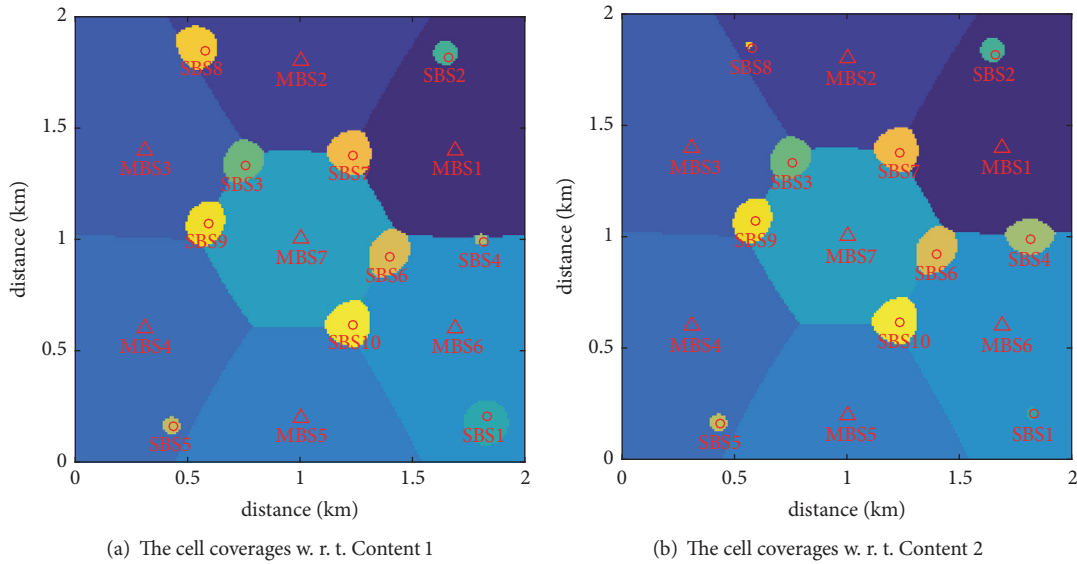 2
SBS8
MBS2
SBS2
1.5
MBS3
SBS3
SBS7
MBS1
SBS9
MBS7
SBS4
1
SBS6
MBS4
SBS10
MBS6
0.5
SBS5
MBS5
SBS1
0
0
0.5
1
1.5
2
distance (km)
distance (km)
(a) The cell coverages w. r. t. Content 1
2
SBS8
MBS2
SBS2
1.5
MBS3
SBS3
SBS7
MBS1
SBS9
MBS7
SBS4
1
SBS6
MBS4
SBS10
MBS6
0.5
SBS5
MBS5
SBS1
0
0
0.5
1
1.5
2
distance (km)
distance (km)
(b) The cell coverages w. r. t. Content 2